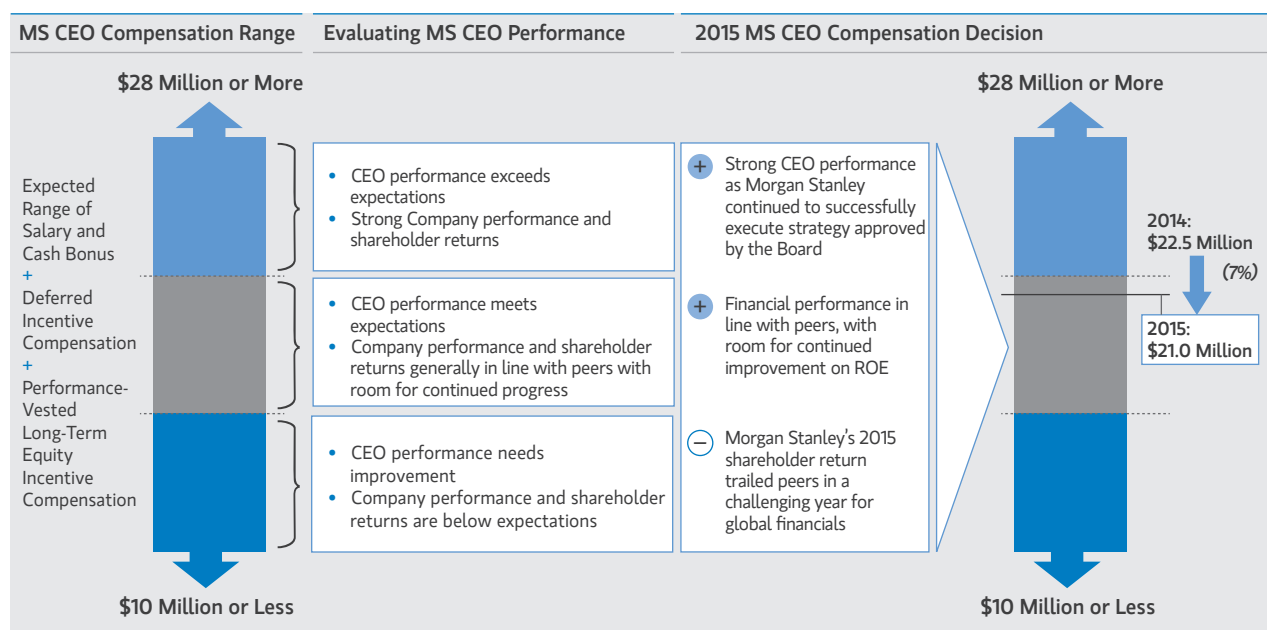 MS CEO Compensation Range
Evaluating MS CEO Performance
2015 MS CEO Compensation Decision
$28 Million or More
Expected
Range of
Salary and
Cash Bonus
+
Deferred
Incentive
Compensation
+
Performance-
Vested
Long-Term
Equity
Incentive
Compensation
$10 Million or Less
• CEO performance exceeds
expectations
• Strong Company performance and
shareholder returns
• CEO performance meets
expectations
• Company performance and shareholder
returns generally in line with peers with
room for continued progress
• CEO performance needs
improvement
• Company performance and shareholder
returns are below expectations
+ Strong CEO performance
as Morgan Stanley
continued to successfully
execute strategy approved
by the Board
+ Financial performance in
line with peers, with
room for continued
improvement on ROE
− Morgan Stanley's 2015
shareholder return
trailed peers in a
challenging year for
global financials
$28 Million or More
2014:
$22.5 Million
(7%)
2015:
$21.0 Million
$10 Million or Less